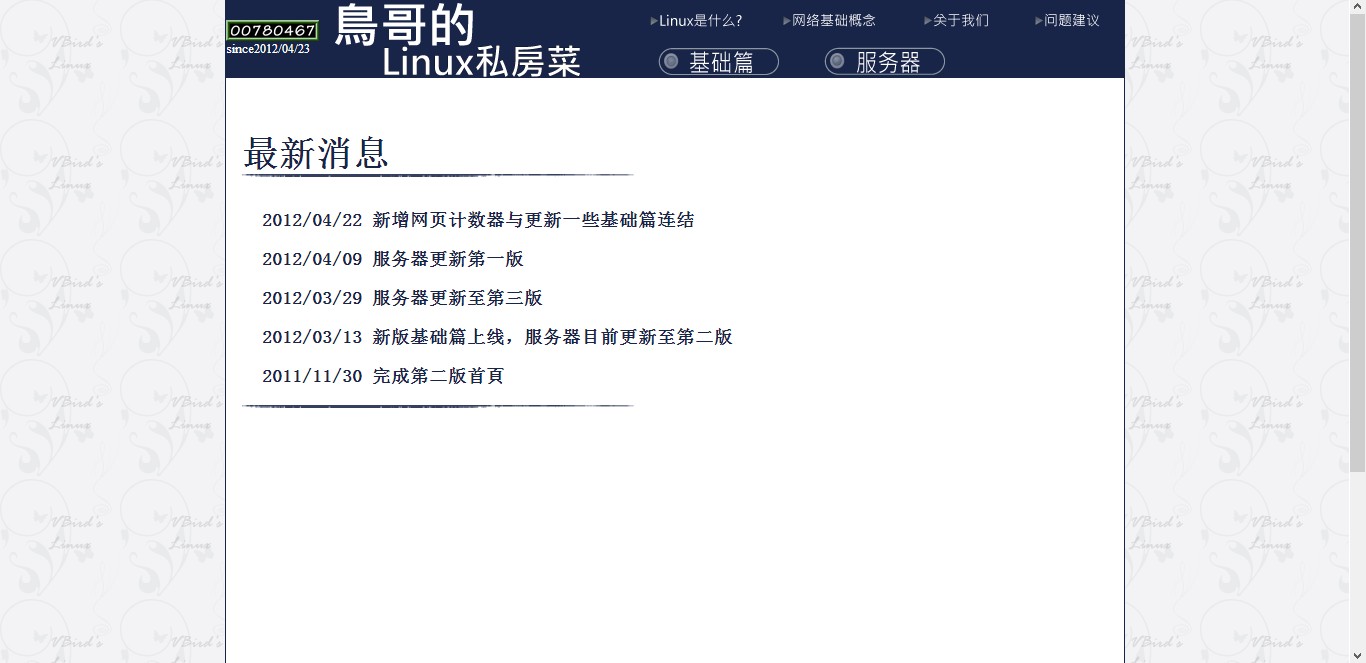 00780467
since2012/04/23
鳥哥的
Linux私房菜
Linux是什么?
网络基础概念
关于我们
问题建议
基础篇
服务器
最新消息
2012/04/22 新增网页计数器与更新一些基础篇连结
2012/04/09 服务器更新第一版
2012/03/29 服务器更新至第三版
2012/03/13 新版基础篇上线，服务器目前更新至第二版
2011/11/30 完成第二版首頁
VBird's
Linux